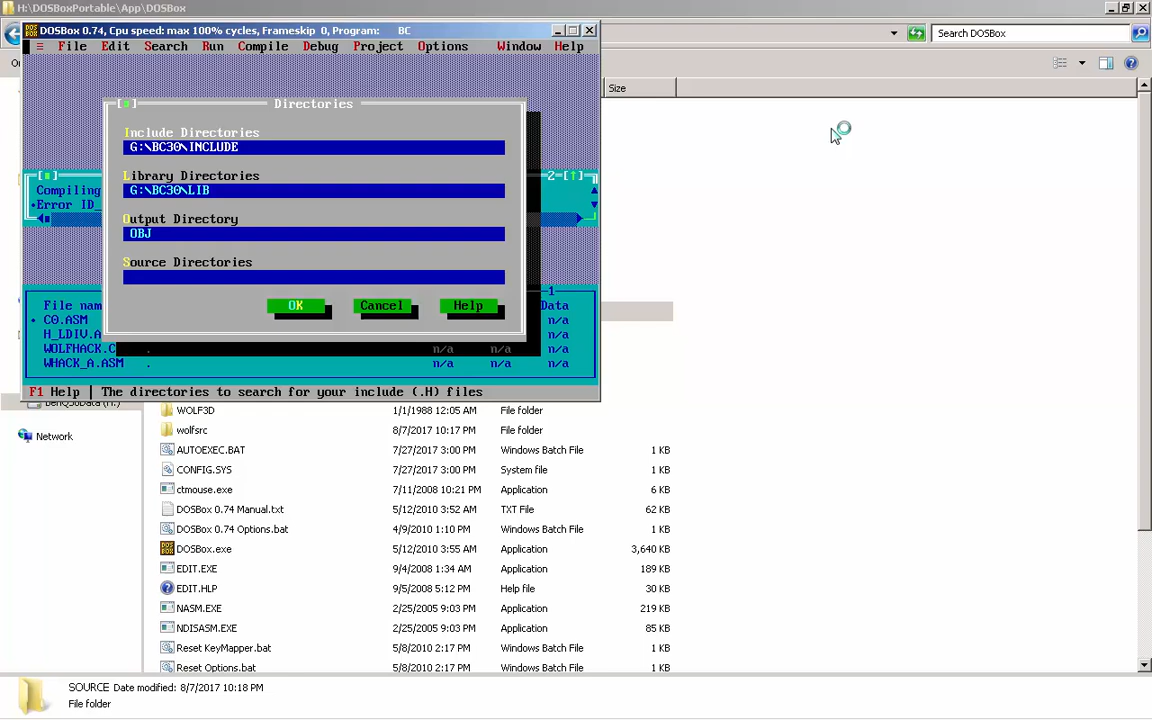 H:\DOSBoxPortable\App\DOSBox
DOSBox 0.74, Cpu speed: max 100% cycles, Frameskip 0, Program: BC
Search DOSBox
≡ File Edit Search Run Compile Debug Project Options Window Help
Size
[■] Directories
Include Directories
G:\BC30\INCLUDE
Library Directories
G:\BC30\LIB
Compiling
2=[↑]
•Error ID_
Output Directory
OBJ
Source Directories
1
OK Cancel Help
File nam
Data
• C0.ASM n/a
H_LDIV.A n/a
WOLFHACK.C . n/a n/a n/a
WHACK_A.ASM . n/a n/a n/a
F1 Help | The directories to search for your include (.H) files
WOLF3D 1/1/1988 12:05 AM File folder
wolfsrc 8/7/2017 10:17 PM File folder
Network
AUTOEXEC.BAT 7/27/2017 3:00 PM Windows Batch File 1 KB
CONFIG.SYS 7/27/2017 3:00 PM System file 1 KB
ctmouse.exe 7/11/2008 10:21 PM Application 6 KB
DOSBox 0.74 Manual.txt 5/12/2010 3:52 AM TXT File 62 KB
DOSBox 0.74 Options.bat 4/9/2010 1:10 PM Windows Batch File 1 KB
DOSBox.exe 5/12/2010 3:55 AM Application 3,640 KB
EDIT.EXE 9/4/2008 1:34 AM Application 189 KB
EDIT.HLP 9/5/2008 5:12 PM Help file 30 KB
NASM.EXE 2/25/2005 9:03 PM Application 219 KB
NDISASM.EXE 2/25/2005 9:03 PM Application 85 KB
Reset KeyMapper.bat 5/8/2010 2:17 PM Windows Batch File 1 KB
Reset Options.bat 5/8/2010 2:17 PM Windows Batch File 1 KB
SOURCE Date modified: 8/7/2017 10:18 PM
File folder